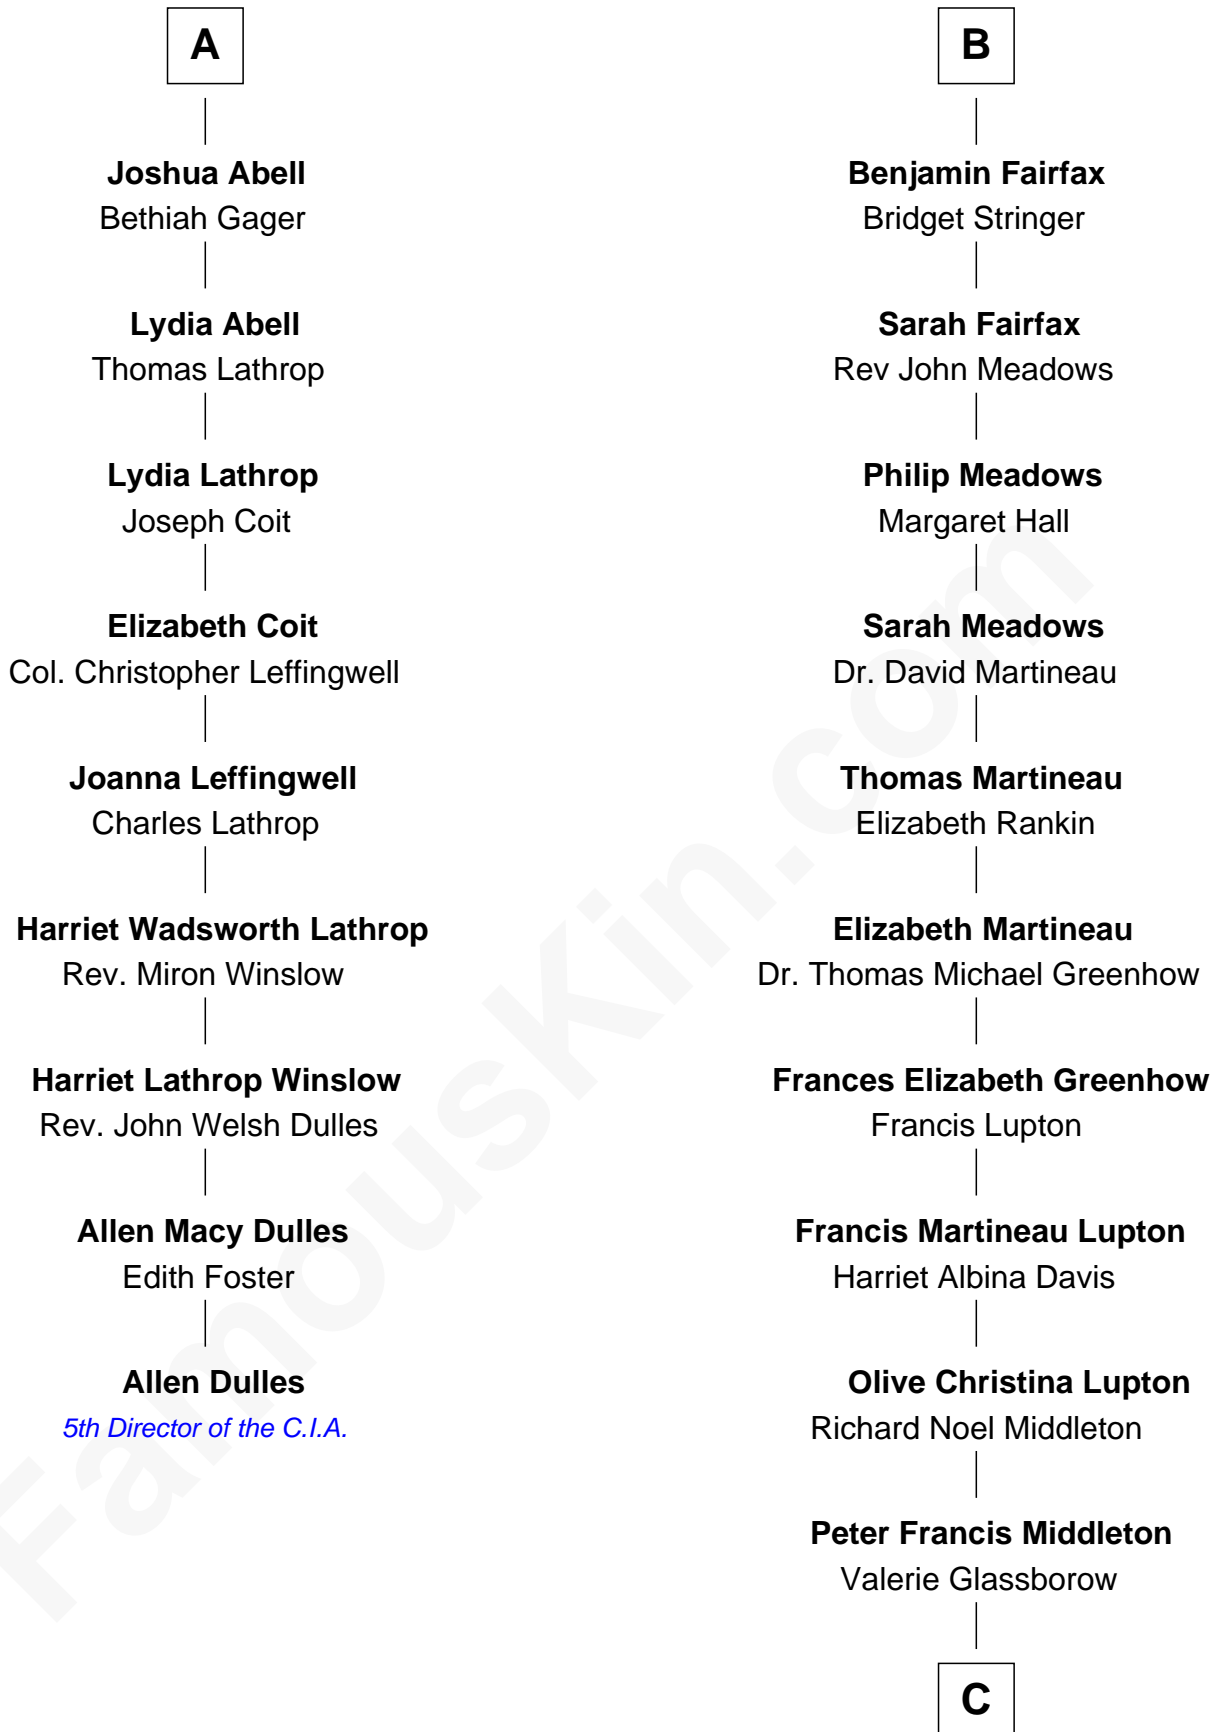 A
Joshua Abell
Bethiah Gager
Lydia Abell
Thomas Lathrop
Lydia Lathrop
Joseph Coit
Elizabeth Coit
Col. Christopher Leffingwell
Joanna Leffingwell
Charles Lathrop
Harriet Wadsworth Lathrop
Rev. Miron Winslow
Harriet Lathrop Winslow
Rev. John Welsh Dulles
Allen Macy Dulles
Edith Foster
Allen Dulles
5th Director of the C.I.A.
B
Benjamin Fairfax
Bridget Stringer
Sarah Fairfax
Rev John Meadows
Philip Meadows
Margaret Hall
Sarah Meadows
Dr. David Martineau
Thomas Martineau
Elizabeth Rankin
Elizabeth Martineau
Dr. Thomas Michael Greenhow
Frances Elizabeth Greenhow
Francis Lupton
Francis Martineau Lupton
Harriet Albina Davis
Olive Christina Lupton
Richard Noel Middleton
Peter Francis Middleton
Valerie Glassborow
C
FamousKin.com